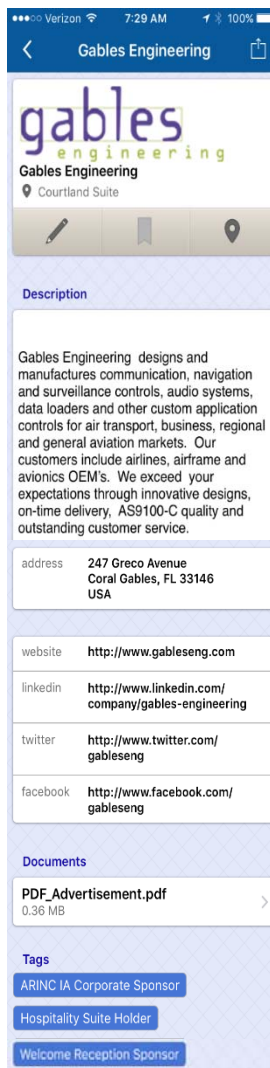 Verizon 7:29 AM 100%
Gables Engineering
gables
engineering
Gables Engineering
Courtland Suite
Description
Gables Engineering designs and
manufactures communication, navigation
and surveillance controls, audio systems,
data loaders and other custom application
controls for air transport, business, regional
and general aviation markets. Our
customers include airlines, airframe and
avionics OEM's. We exceed your
expectations through innovative designs,
on-time delivery, AS9100-C quality and
outstanding customer service.
address 247 Greco Avenue
Coral Gables, FL 33146
USA
website http://www.gableseng.com
linkedin http://www.linkedin.com/
company/gables-engineering
twitter http://www.twitter.com/
gableseng
facebook http://www.facebook.com/
gableseng
Documents
PDF_Advertisement.pdf
0.36 MB
Tags
ARINC IA Corporate Sponsor
Hospitality Suite Holder
Welcome Reception Sponsor